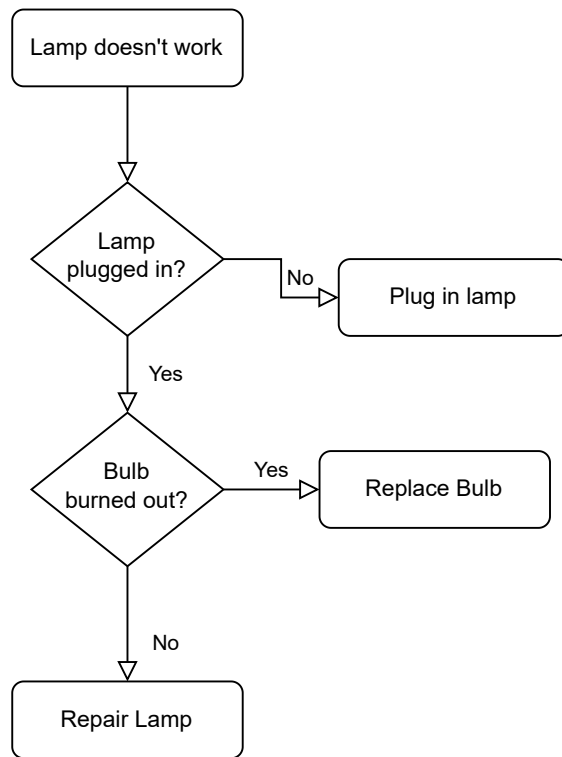 Lamp doesn't work
Lamp
plugged in?
No
Plug in lamp
Yes
Bulb
burned out?
Yes
Replace Bulb
No
Repair Lamp